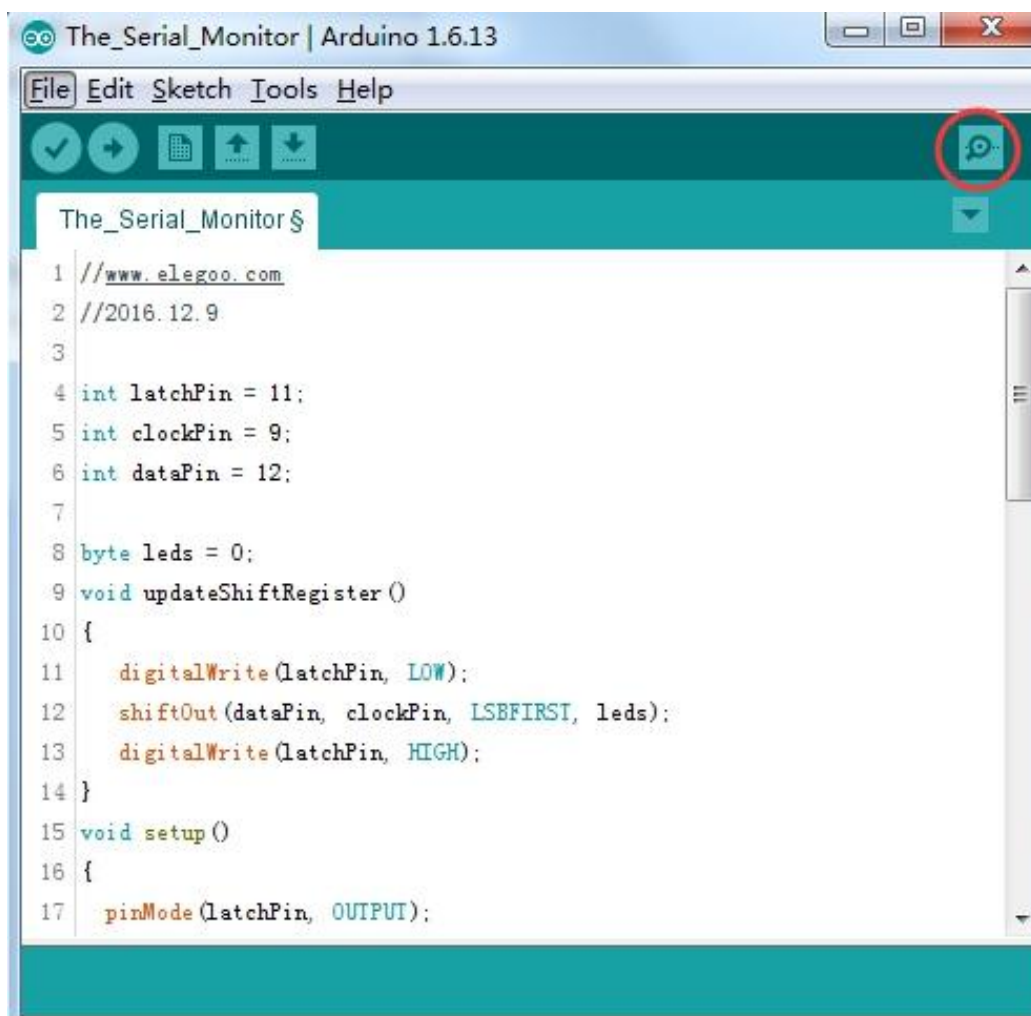 The_Serial_Monitor | Arduino 1.6.13
File Edit Sketch Tools Help
The_Serial_Monitor §
1 //www.elegoo.com
2 //2016.12.9
3
4 int latchPin = 11;
5 int clockPin = 9;
6 int dataPin = 12;
7
8 byte leds = 0;
9 void updateShiftRegister()
10 {
11 digitalWrite(latchPin, LOW);
12 shiftOut(dataPin, clockPin, LSBFIRST, leds);
13 digitalWrite(latchPin, HIGH);
14 }
15 void setup()
16 {
17 pinMode(latchPin, OUTPUT);